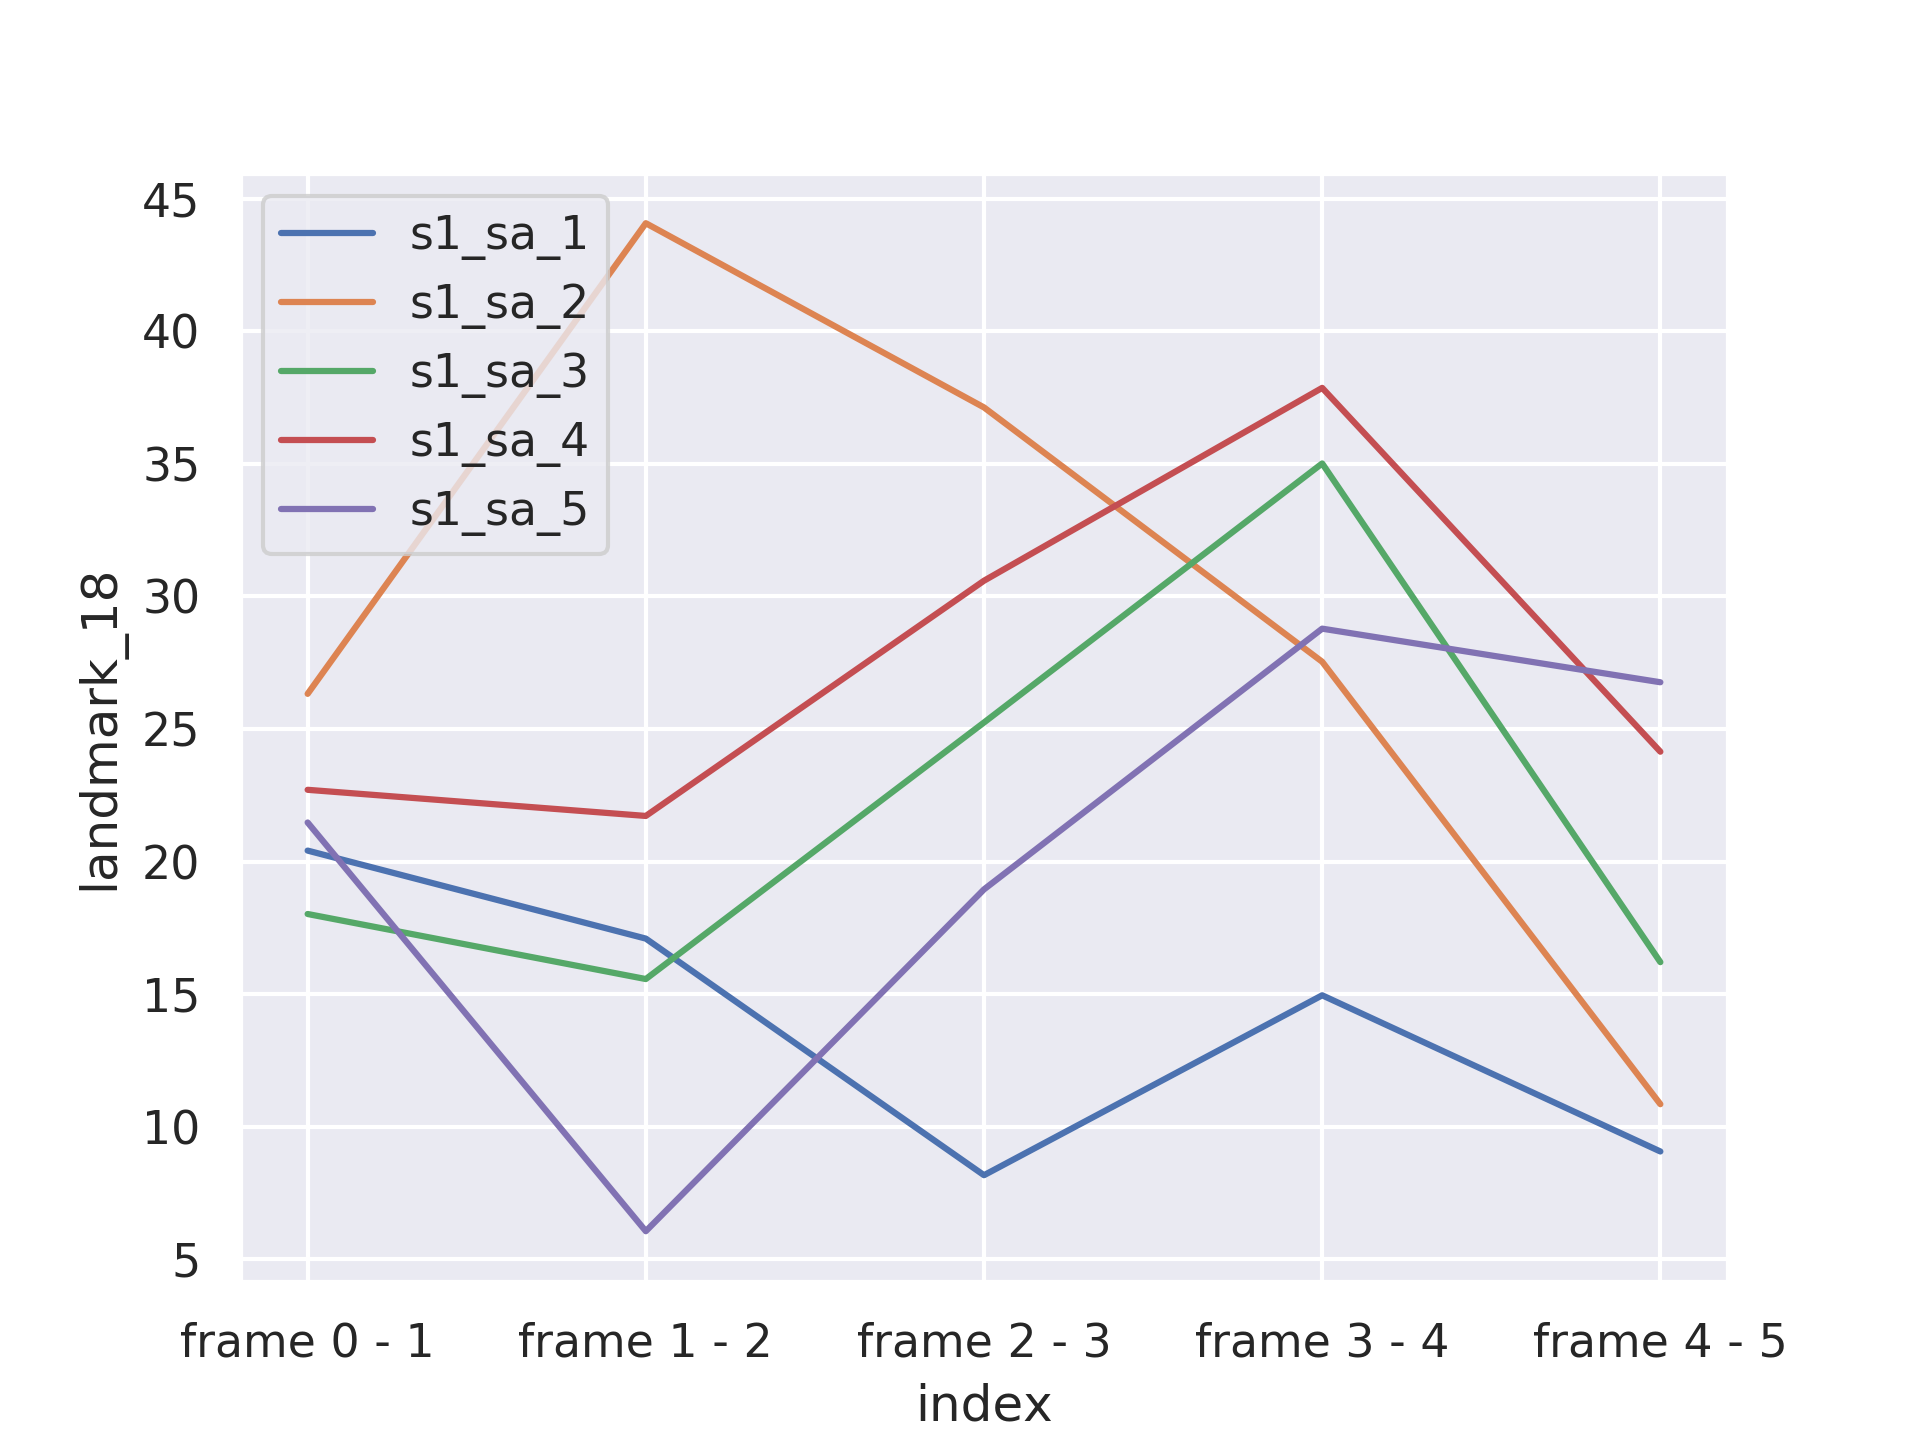 45
40
35
30
25
20
15
10
5
landmark_18
s1_sa_1
s1_sa_2
s1_sa_3
s1_sa_4
s1_sa_5
frame 0 - 1 frame 1 - 2 frame 2 - 3 frame 3 - 4 frame 4 - 5
index